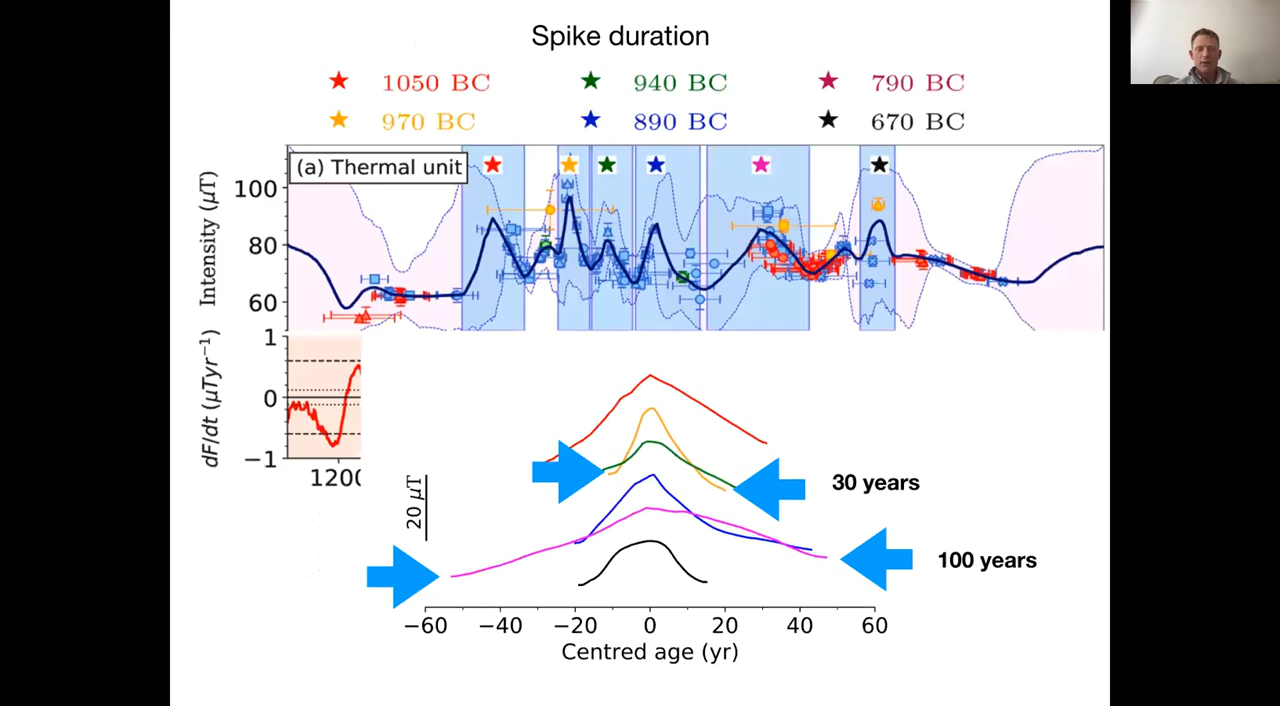 Spike duration
★ 1050 BC ★ 940 BC ★ 790 BC
★ 970 BC ★ 890 BC ★ 670 BC
(a) Thermal unit
Intensity (μT)
100
80
60
dF/dt (μTyr⁻¹)
1
0
−1
1200
20 μT
30 years
100 years
−60 −40 −20 0 20 40 60
Centred age (yr)